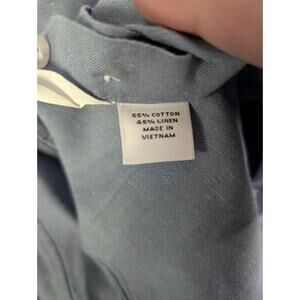 55% COTTON
45% LINEN
MADE IN
VIETNAM